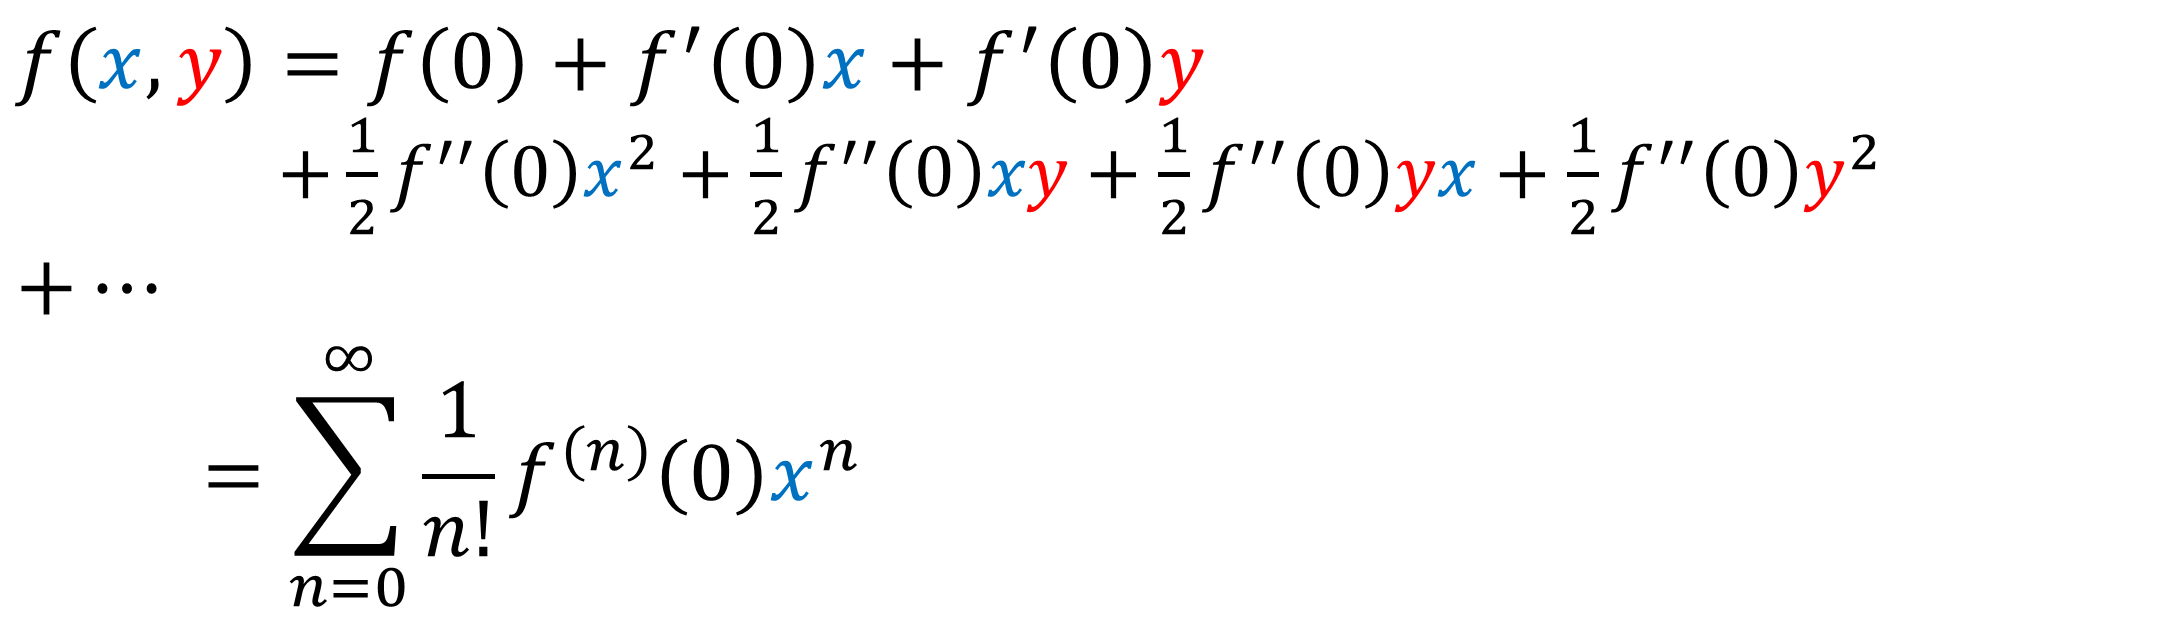 f(x, y) = f(0) + f′(0)x + f′(0)y
+ 1/2 f′′(0)x² + 1/2 f′′(0)xy + 1/2 f′′(0)yx + 1/2 f′′(0)y²
+ ⋯
= ∑_{n=0}^{∞} 1/n! f⁽ⁿ⁾(0)xⁿ